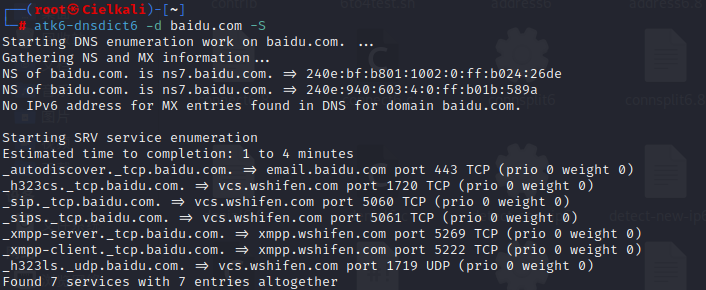 (root㉿Cielkali)-[~]
# atk6-dnsdict6 -d baidu.com -S
Starting DNS enumeration work on baidu.com. ...
Gathering NS and MX information...
NS of baidu.com. is ns7.baidu.com. => 240e:bf:b801:1002:0:ff:b024:26de
NS of baidu.com. is ns7.baidu.com. => 240e:940:603:4:0:ff:b01b:589a
No IPv6 address for MX entries found in DNS for domain baidu.com.
Starting SRV service enumeration
Estimated time to completion: 1 to 4 minutes
_autodiscover._tcp.baidu.com. => email.baidu.com port 443 TCP (prio 0 weight 0)
_h323cs._tcp.baidu.com. => vcs.wshifen.com port 1720 TCP (prio 0 weight 0)
_sip._tcp.baidu.com. => vcs.wshifen.com port 5060 TCP (prio 0 weight 0)
_sips._tcp.baidu.com. => vcs.wshifen.com port 5061 TCP (prio 0 weight 0)
_xmpp-server._tcp.baidu.com. => xmpp.wshifen.com port 5269 TCP (prio 0 weight 0)
_xmpp-client._tcp.baidu.com. => xmpp.wshifen.com port 5222 TCP (prio 0 weight 0)
_h323ls._udp.baidu.com. => vcs.wshifen.com port 1719 UDP (prio 0 weight 0)
Found 7 services with 7 entries altogether